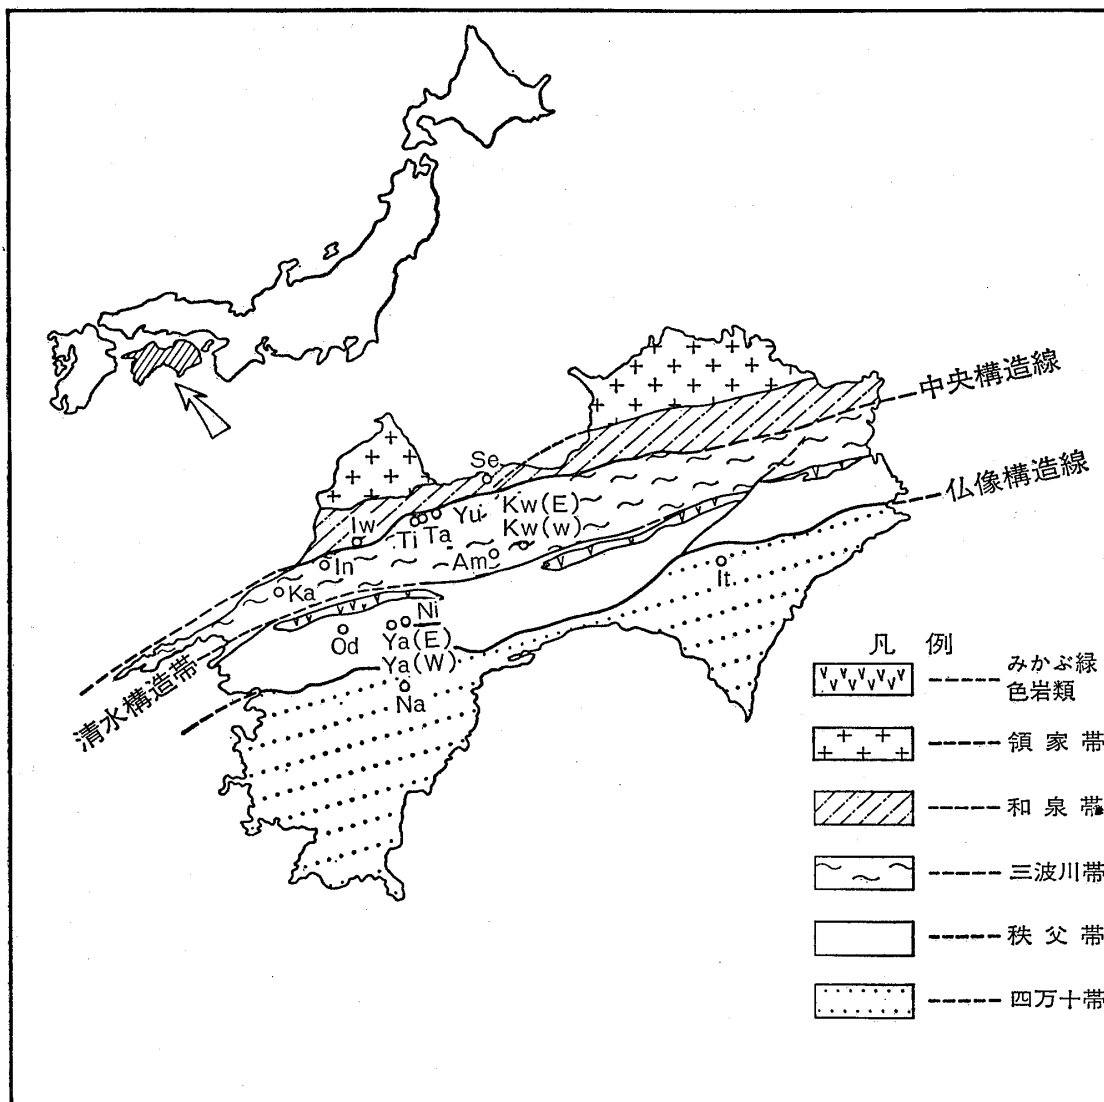 中央構造線
仏像構造線
清水構造帯
Se
Kw(E)
Kw(w)
Yu
Iw
Ti
Ta
Am
In
Ka
It.
Ni
Od
Ya(E)
Ya(W)
Na
凡 例
みかぶ緑
色岩類
領家帯
和泉帯
三波川帯
秩父帯
四万十帯